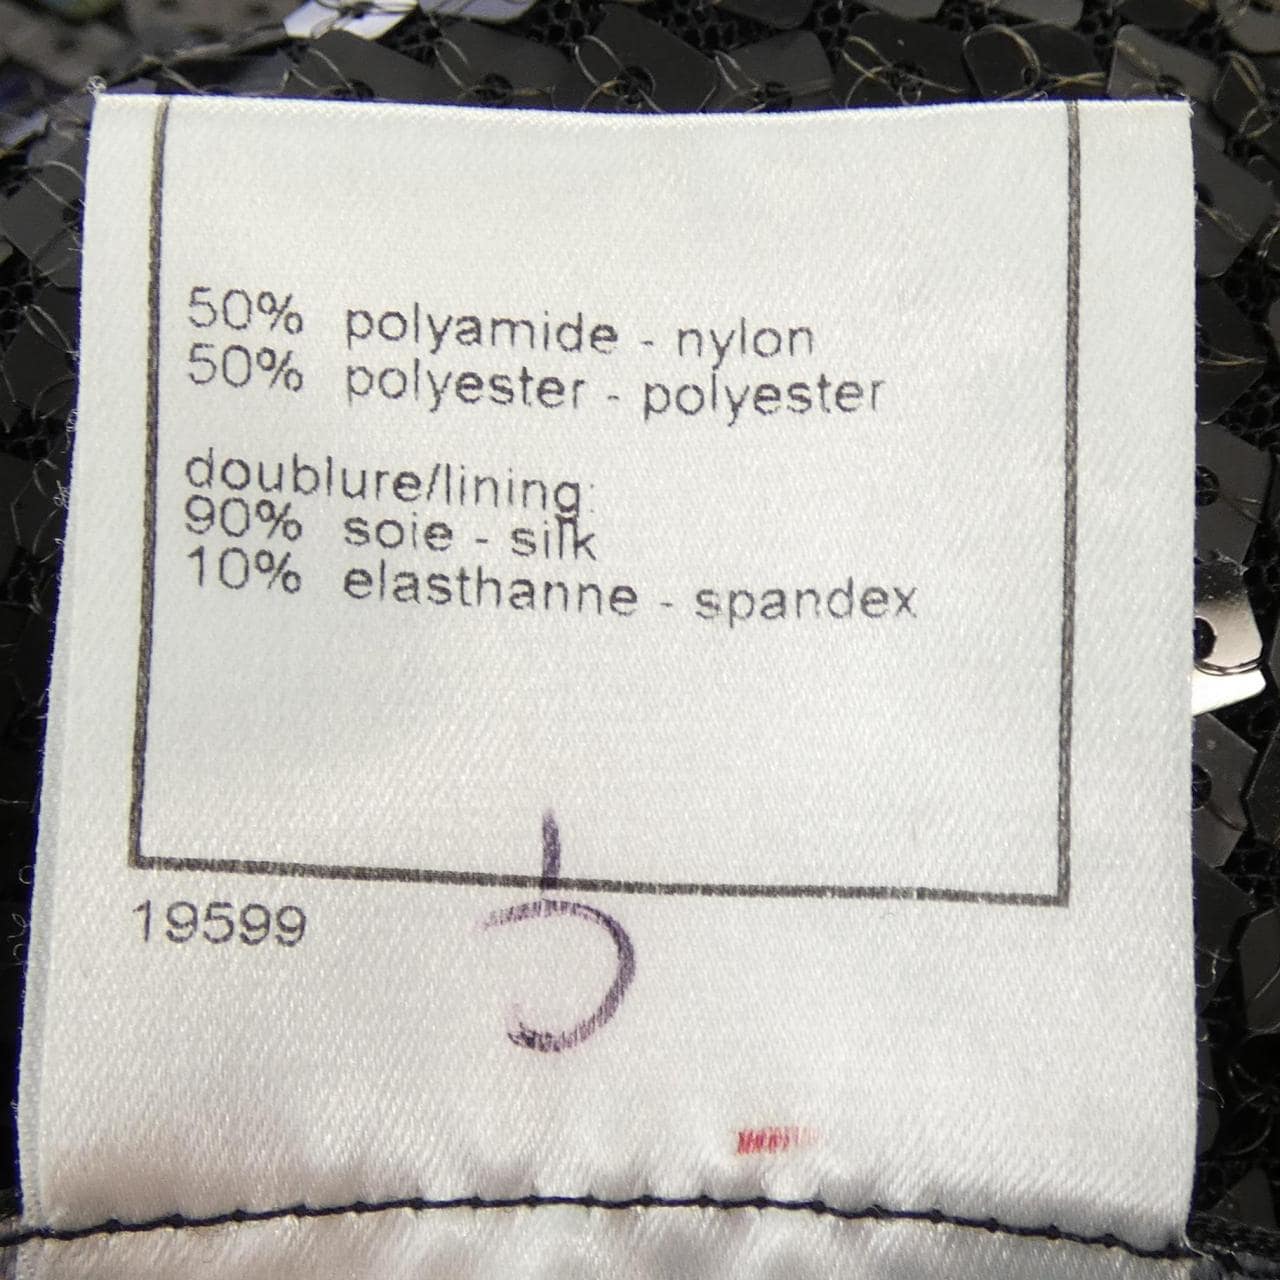 50% polyamide - nylon
50% polyester - polyester
doublure/lining:
90% soie - silk
10% elasthanne - spandex
19599